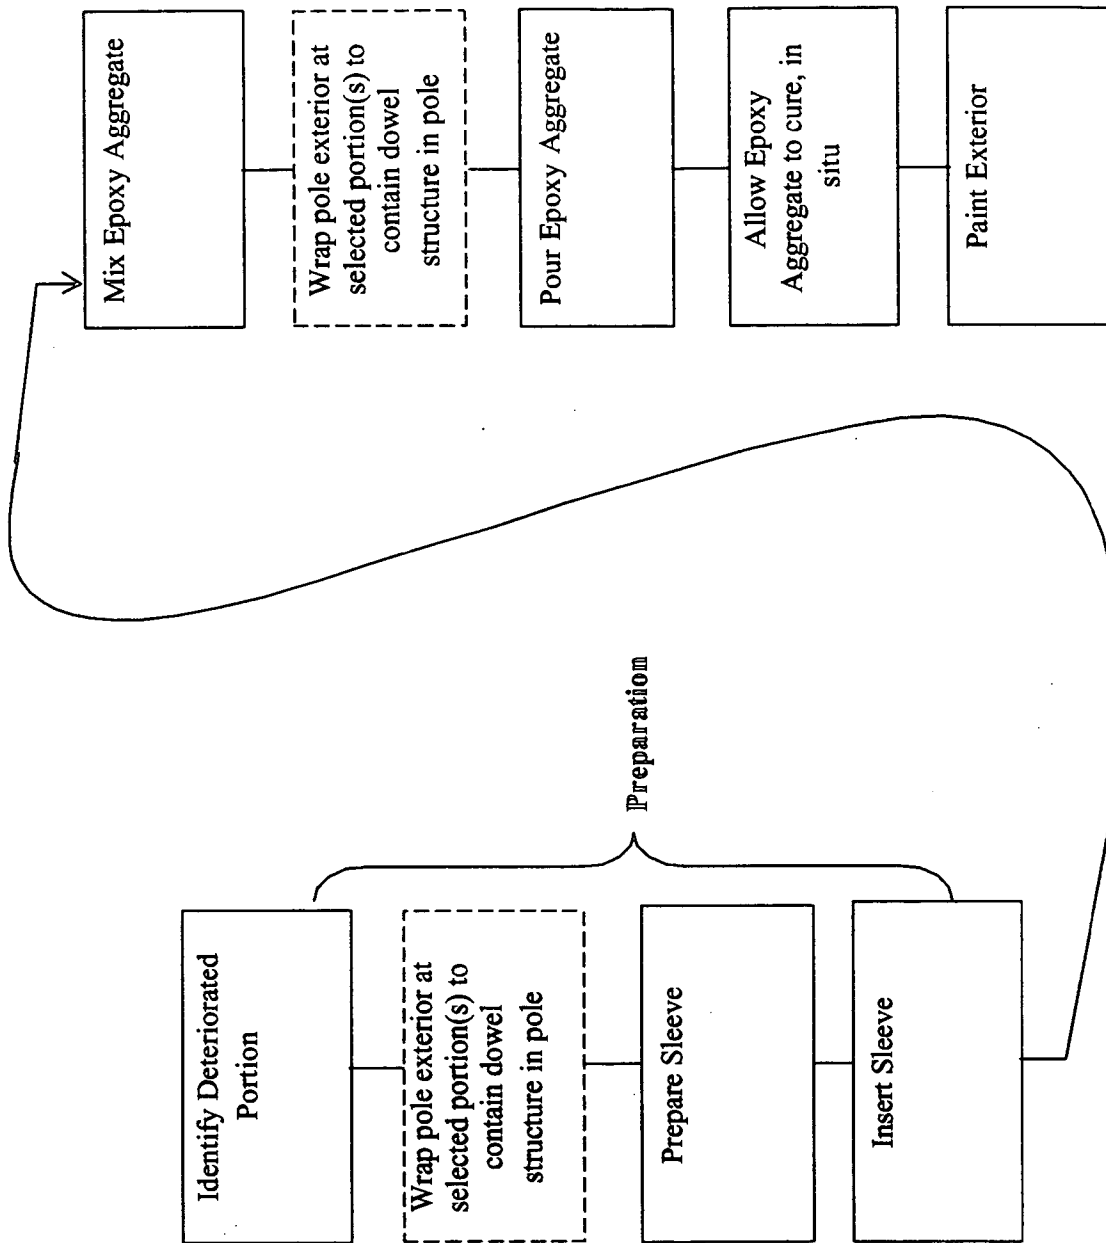 Identify Deteriorated
Portion
Wrap pole exterior at
selected portion(s) to
contain dowel
structure in pole
Prepare Sleeve
Insert Sleeve
Preparation
Mix Epoxy Aggregate
Wrap pole exterior at
selected portion(s) to
contain dowel
structure in pole
Pour Epoxy Aggregate
Allow Epoxy
Aggregate to cure, in
situ
Paint Exterior